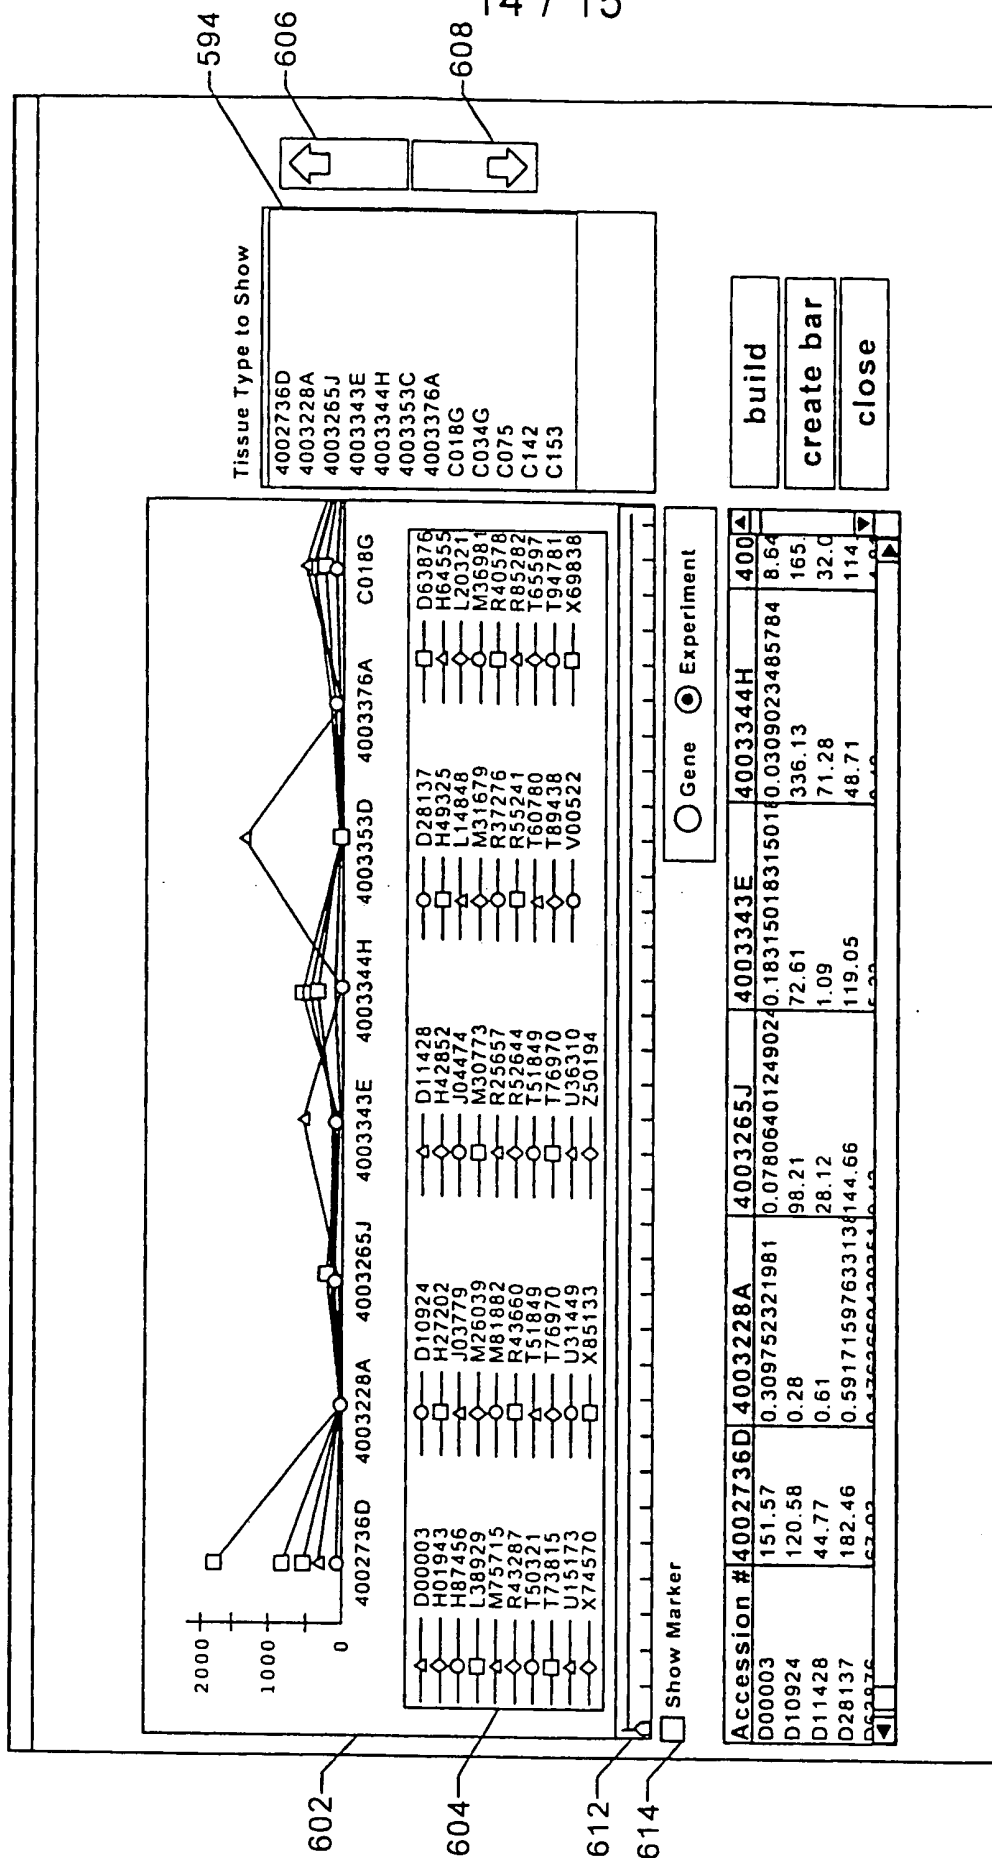 14 / 15
594
606
608
602
604
612
614
2000
1000
0
4002736D 4003228A 4003265J 4003343E 4003344H 4003353D 4003376A C018G
D00003 D10924 D11428 D28137 D63876
H01943 H27202 H42852 H49325 H64555
H87456 J03779 J04474 L14848 L20321
L38929 M26039 M30773 M31679 M36981
M75715 M81882 R25657 R37276 R40578
R43287 R43660 R52644 R55241 R85282
T50321 T51849 T51849 T60780 T65597
T73815 T76970 T76970 T89438 T94781
U15173 U31449 U36310 V00522 X69838
X74570 X85133 Z50194
Tissue Type to Show
4002736D
4003228A
4003265J
4003343E
4003344H
4003353C
4003376A
C018G
C034G
C075
C142
C153
Show Marker
Gene Experiment
Accession # 4002736D 4003228A 4003265J 4003343E 4003344H 400
D00003 151.57 0.309752321981 0.0780640124902 0.183150183150183150 0.03090234857 84 8.64
D10924 120.58 0.28 98.21 72.61 336.13 165.
D11428 44.77 0.61 28.12 1.09 71.28 32.0
D28137 182.46 0.591715976331 144.66 119.05 48.71 114
build
create bar
close